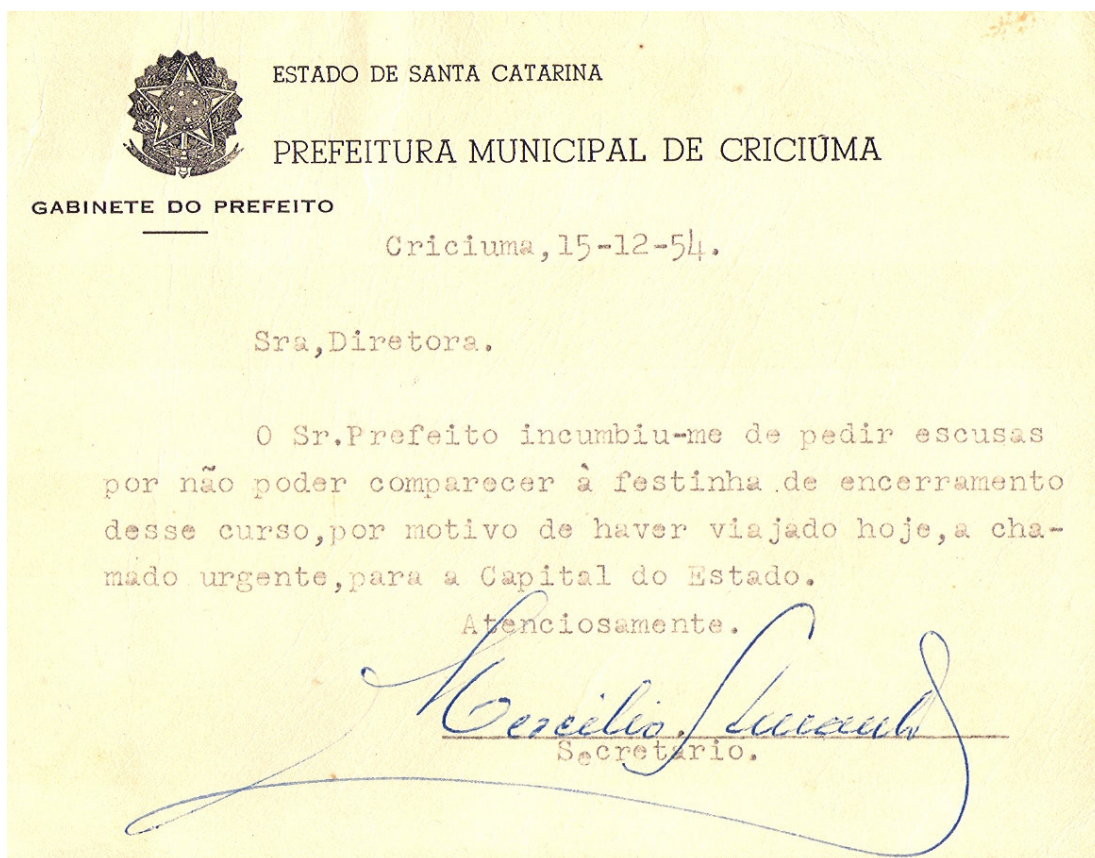 ESTADO DE SANTA CATARINA
PREFEITURA MUNICIPAL DE CRICIÚMA
GABINETE DO PREFEITO
Criciuma,15-12-54.
Sra,Diretora.
O Sr.Prefeito incumbiu-me de pedir escusas
por não poder comparecer à festinha de encerramento
desse curso,por motivo de haver viajado hoje,a cha-
mado urgente,para a Capital do Estado.
Atenciosamente.
Secretário.